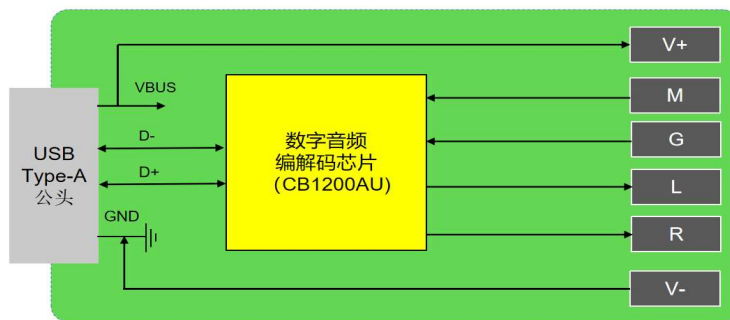 V+
VBUS
M
D-
数字音频
编解码芯片
（CB1200AU）
G
USB
Type-A
公头
D+
L
GND
R
V-